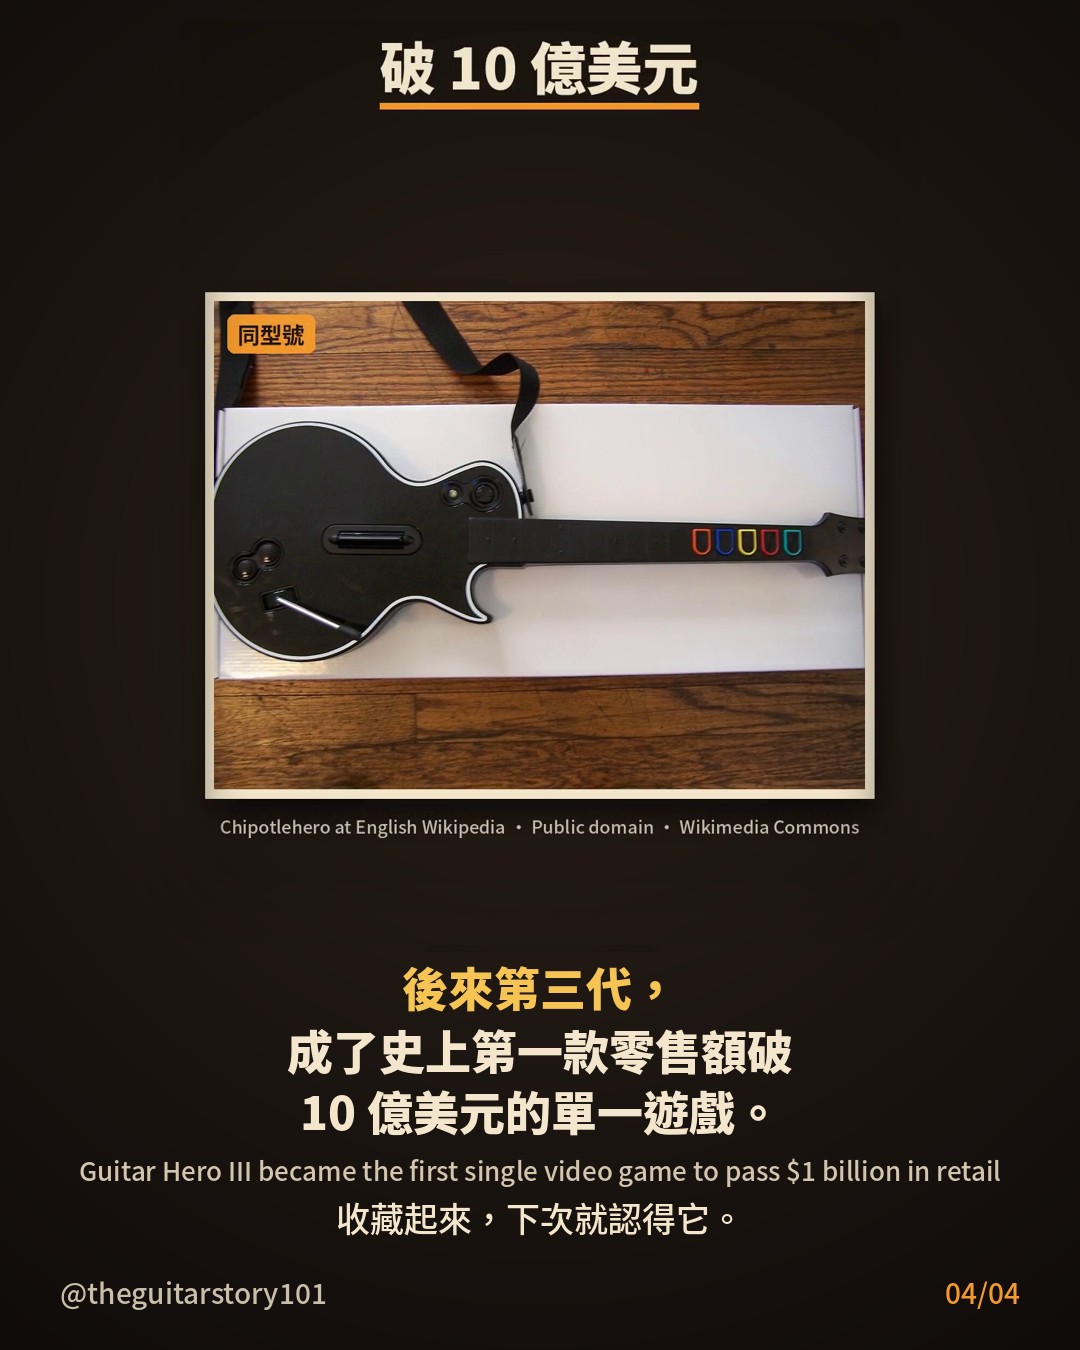 破 10 億美元
同型號
Chipotlehero at English Wikipedia • Public domain • Wikimedia Commons
後來第三代，
成了史上第一款零售額破
10 億美元的單一遊戲。
Guitar Hero III became the first single video game to pass $1 billion in retail
收藏起來，下次就認得它。
@theguitarstory101
04/04